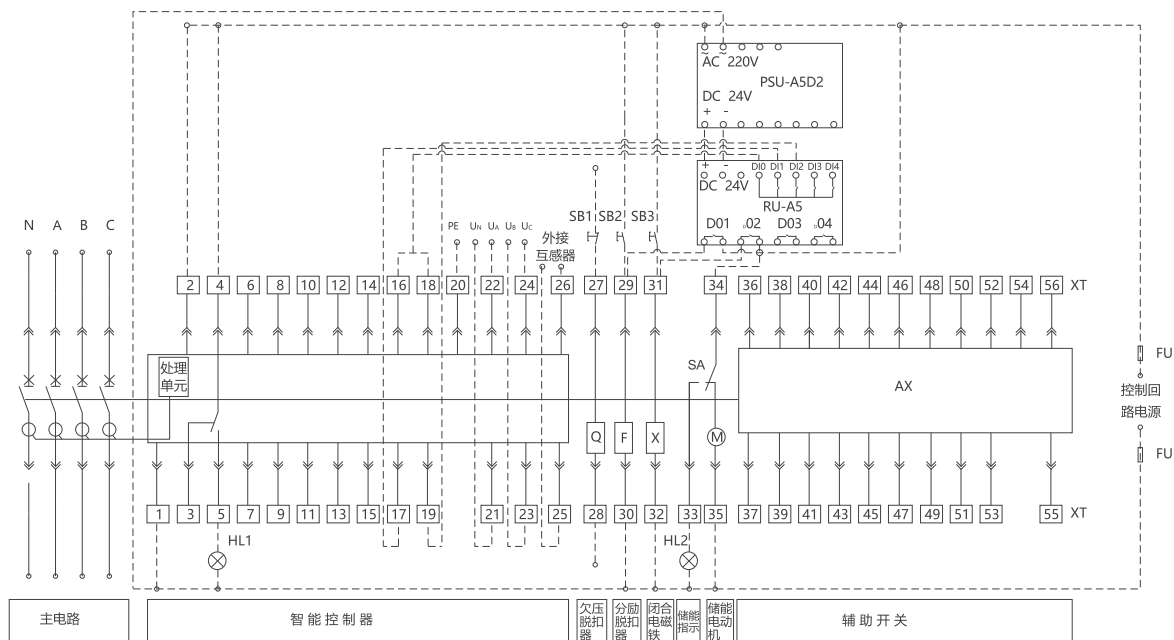 AC 220V
PSU-A5D2
DC 24V
+ -
+ - DI0 DI1 DI2 DI3 DI4
DC 24V
RU-A5
D01 D02 D03 D04
N A B C
SB1 SB2 SB3
PE UN UA UB UC
外接
互感器
2 4 6 8 10 12 14 16 18 20 22 24 26 27 29 31 34 36 38 40 42 44 46 48 50 52 54 56 XT
处理
单元
SA
AX
FU
控制回
路电源
FU
Q F X M
1 3 5 7 9 11 13 15 17 19 21 23 25 28 30 32 33 35 37 39 41 43 45 47 49 51 53 55 XT
HL1
HL2
主电路
智能控制器
欠压
脱扣
器
分励
脱扣
器
闭合
电磁
铁
储能
指示
储能
电动
机
辅助开关